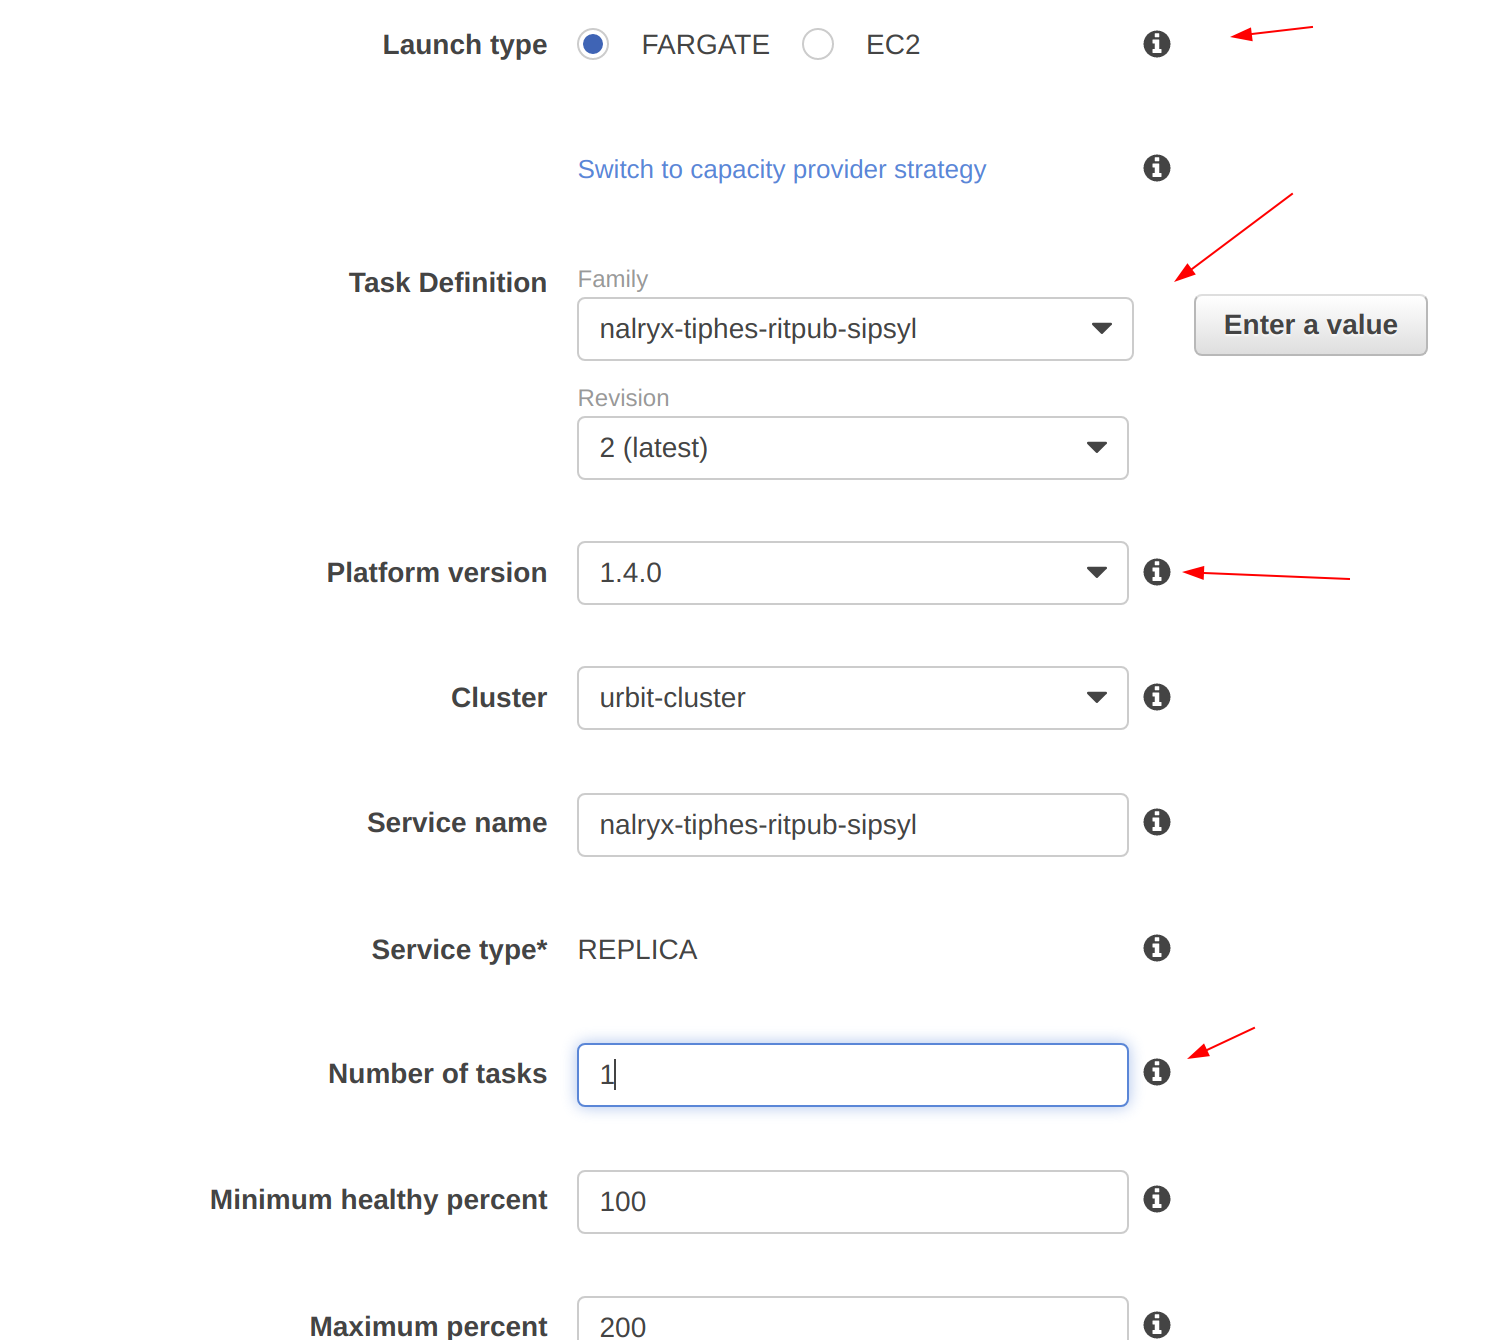 Launch type FARGATE EC2
Switch to capacity provider strategy
Task Definition Family
nalryx-tiphes-ritpub-sipsyl Enter a value
Revision
2 (latest)
Platform version 1.4.0
Cluster urbit-cluster
Service name nalryx-tiphes-ritpub-sipsyl
Service type* REPLICA
Number of tasks 1
Minimum healthy percent 100
Maximum percent 200